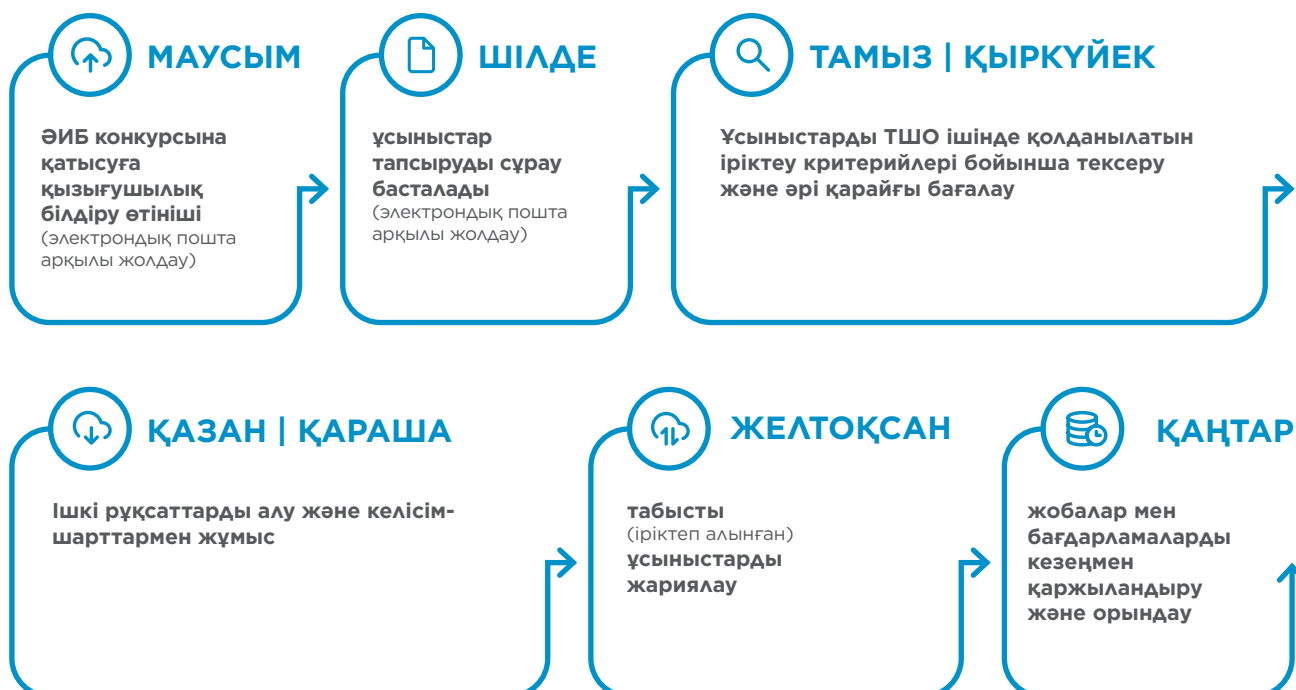 МАУСЫМ
ӘИБ конкурсына
қатысуға
қызығушылық
білдіру өтініші
(электрондық пошта
арқылы жолдау)
ШІЛДЕ
ұсыныстар
тапсыруды сұрау
басталады
(электрондық пошта
арқылы жолдау)
ТАМЫЗ | ҚЫРКҮЙЕК
Ұсыныстарды ТШО ішінде қолданылатын
іріктеу критерийлері бойынша тексеру
және әрі қарайғы бағалау
ҚАЗАН | ҚАРАША
Ішкі рұқсаттарды алу және келісім-
шарттармен жұмыс
ЖЕЛТОҚСАН
табысты
(іріктеп алынған)
ұсыныстарды
жариялау
ҚАҢТАР
жобалар мен
бағдарламаларды
кезеңмен
қаржыландыру
және орындау